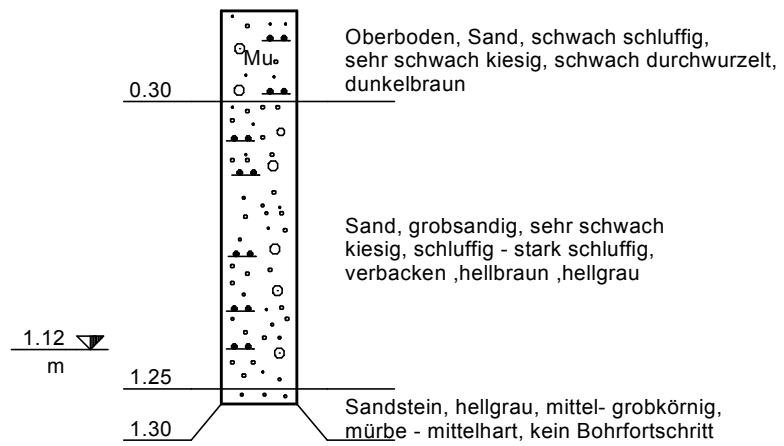 Oberboden, Sand, schwach schluffig,
sehr schwach kiesig, schwach durchwurzelt,
dunkelbraun
Mu
0.30
Sand, grobsandig, sehr schwach
kiesig, schluffig - stark schluffig,
verbacken ,hellbraun ,hellgrau
1.12
m
1.25
Sandstein, hellgrau, mittel- grobkörnig,
mürbe - mittelhart, kein Bohrfortschritt
1.30